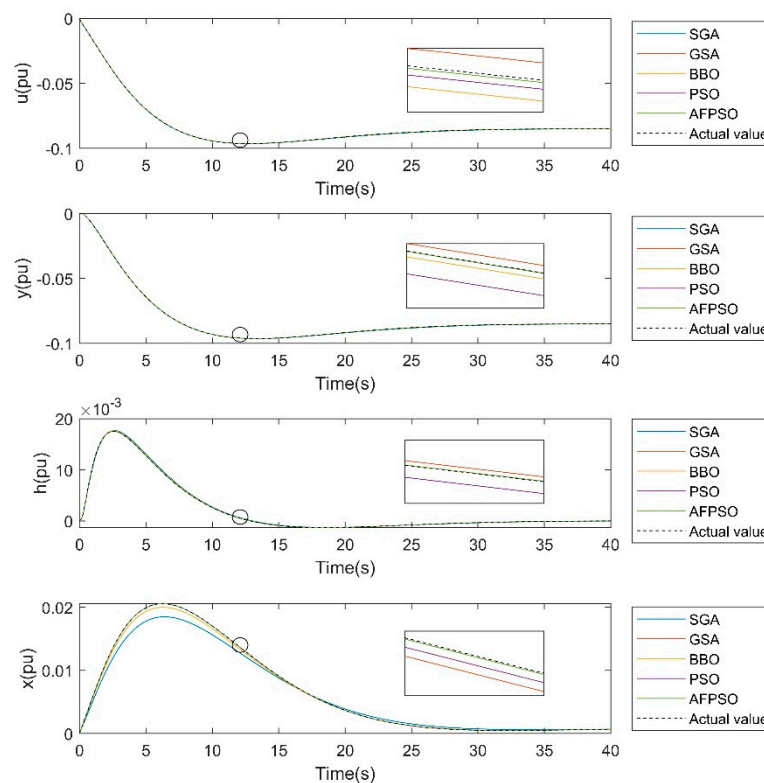 u(pu)
0
-0.05
-0.1
0 5 10 15 20 25 30 35 40
Time(s)
SGA
GSA
BBO
PSO
AFPSO
Actual value
y(pu)
0
-0.05
-0.1
0 5 10 15 20 25 30 35 40
Time(s)
SGA
GSA
BBO
PSO
AFPSO
Actual value
×10-3
h(pu)
20
10
0
0 5 10 15 20 25 30 35 40
Time(s)
SGA
GSA
BBO
PSO
AFPSO
Actual value
x(pu)
0.02
0.01
0
0 5 10 15 20 25 30 35 40
Time(s)
SGA
GSA
BBO
PSO
AFPSO
Actual value